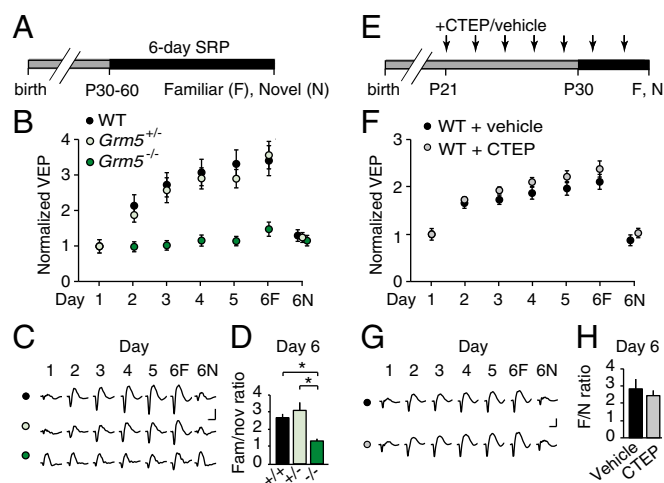 A
6-day SRP
birth
P30-60
Familiar (F), Novel (N)
B
WT
Grm5+/-
Grm5-/-
Normalized VEP
4
3
2
1
0
Day 1 2 3 4 5 6F 6N
C
Day
1 2 3 4 5 6F 6N
D
Day 6
*
*
Fam/nov ratio
4
3
2
1
0
+/+ +/- -/-
E
+CTEP/vehicle
birth
P21
P30
F, N
F
WT + vehicle
WT + CTEP
Normalized VEP
3
2
1
0
Day 1 2 3 4 5 6F 6N
G
Day
1 2 3 4 5 6F 6N
H
Day 6
F/N ratio
4
3
2
1
0
Vehicle
CTEP